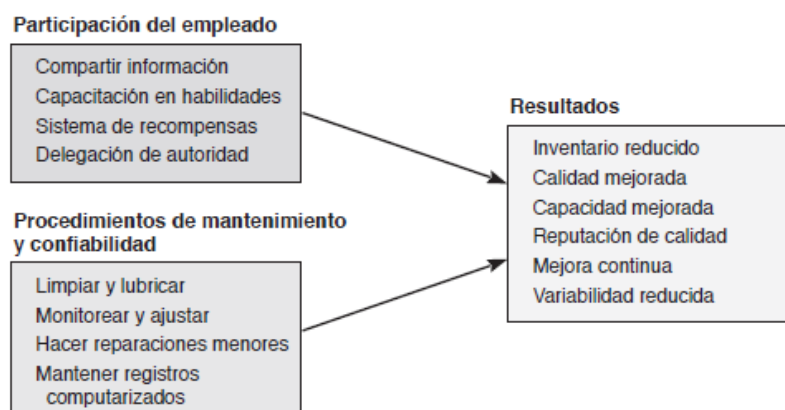 Participación del empleado
Compartir información
Capacitación en habilidades
Sistema de recompensas
Delegación de autoridad
Procedimientos de mantenimiento
y confiabilidad
Limpiar y lubricar
Monitorear y ajustar
Hacer reparaciones menores
Mantener registros
computarizados
Resultados
Inventario reducido
Calidad mejorada
Capacidad mejorada
Reputación de calidad
Mejora continua
Variabilidad reducida